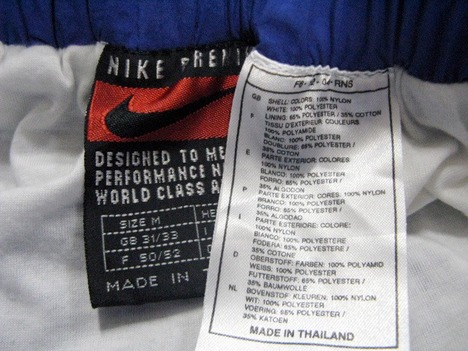 NIKE PREMI
DESIGNED TO ME
PERFORMANCE N
WORLD CLASS A
SIZE M
HE
GB 31/33
F 50/52
MADE IN T
RNS
GB SHELL: COLORS: 100% NYLON
WHITE: 100% POLYESTER
LINING: 65% POLYESTER / 35% COTTON
F TISSU D'EXTERIEUR COULEURS
100% POLYAMIDE
BLANC: 100% POLYESTER
DOUBLURE: 65% POLYESTER /
35% COTON
E PARTE EXTERIOR: COLORES:
100% NYLON
BLANCO: 100% POLYESTER
FORRO: 65% POLYESTER /
35% ALGODON
P PARTE EXTERIOR: CORES: 100% NYLON
BRANCO: 100% POLYESTER
FORRO: 65% POLYESTER /
35% ALGODAO
I PARTE ESTERIORE: COLORE:
100% NYLON
BIANCO: 100% POLYESTERE
FODERA: 65% POLYESTERE /
35% COTONE
D OBERSTOFF: FARBEN: 100% POLYAMID
WEISS: 100% POLYESTER
FUTTERSTOFF: 65% POLYESTER /
35% BAUMWOLLE
NL BOVENSTOF: KLEUREN: 100% NYLON
WIT: 100% POLYESTER
VOERING: 65% POLYESTER /
35% KATOEN
MADE IN THAILAND